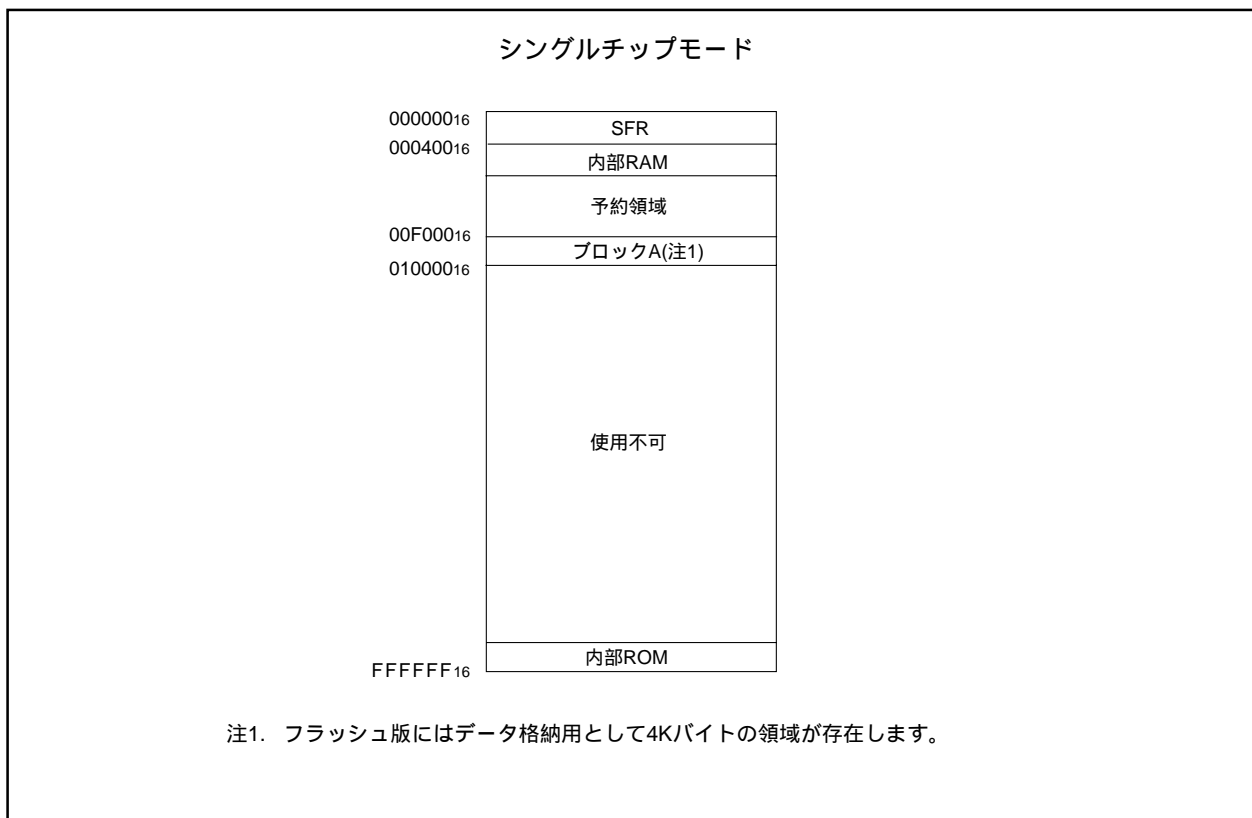 シングルチップモード
00000016
SFR
00040016
内部RAM
予約領域
00F00016
ブロックA(注1)
01000016
使用不可
内部ROM
FFFFFF16
注1. フラッシュ版にはデータ格納用として4Kバイトの領域が存在します。